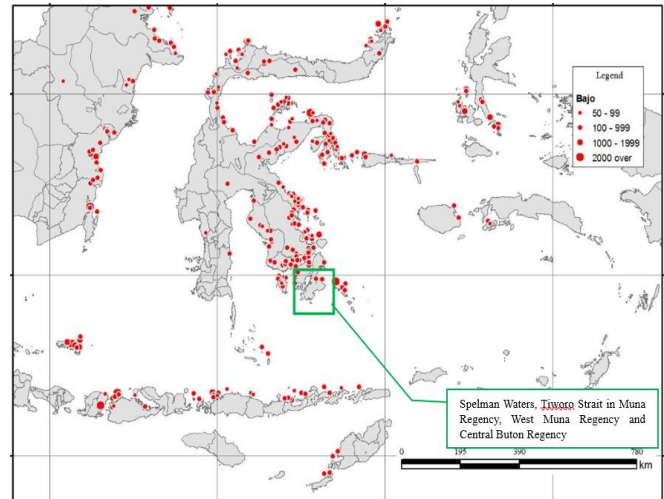 Legend
Bajo
50 - 99
100 - 999
1000 - 1999
2000 over
Spelman Waters, Tiworo Strait in Muna
Regency, West Muna Regency and
Central Buton Regency
0 195 390 780
km